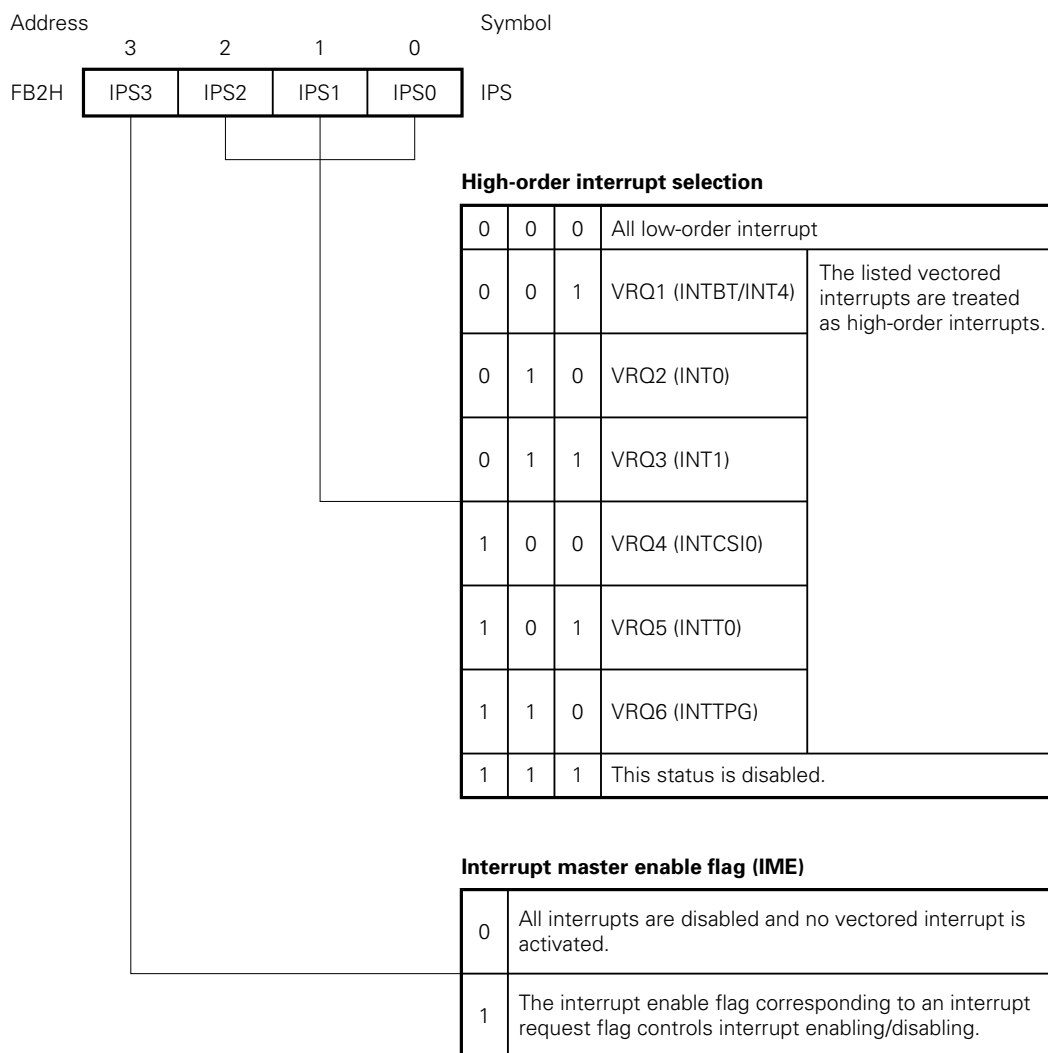 Address Symbol
3 2 1 0
FB2H IPS3 IPS2 IPS1 IPS0 IPS
High-order interrupt selection
0 0 0 All low-order interrupt
0 0 1 VRQ1 (INTBT/INT4) The listed vectored
interrupts are treated
as high-order interrupts.
0 1 0 VRQ2 (INT0)
0 1 1 VRQ3 (INT1)
1 0 0 VRQ4 (INTCSI0)
1 0 1 VRQ5 (INTT0)
1 1 0 VRQ6 (INTTPG)
1 1 1 This status is disabled.
Interrupt master enable flag (IME)
0 All interrupts are disabled and no vectored interrupt is
activated.
1 The interrupt enable flag corresponding to an interrupt
request flag controls interrupt enabling/disabling.